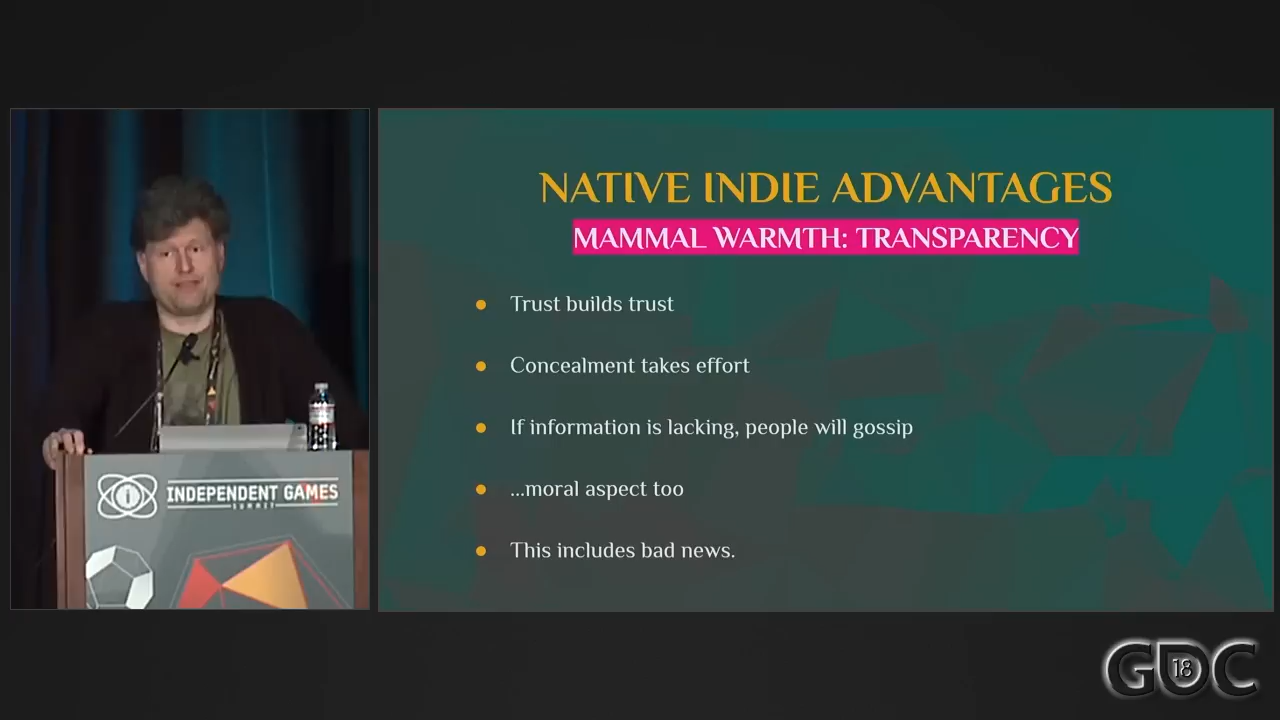 NATIVE INDIE ADVANTAGES
MAMMAL WARMTH: TRANSPARENCY
Trust builds trust
Concealment takes effort
If information is lacking, people will gossip
...moral aspect too
This includes bad news.
INDEPENDENT GAMES
SUMMIT
GDC
18